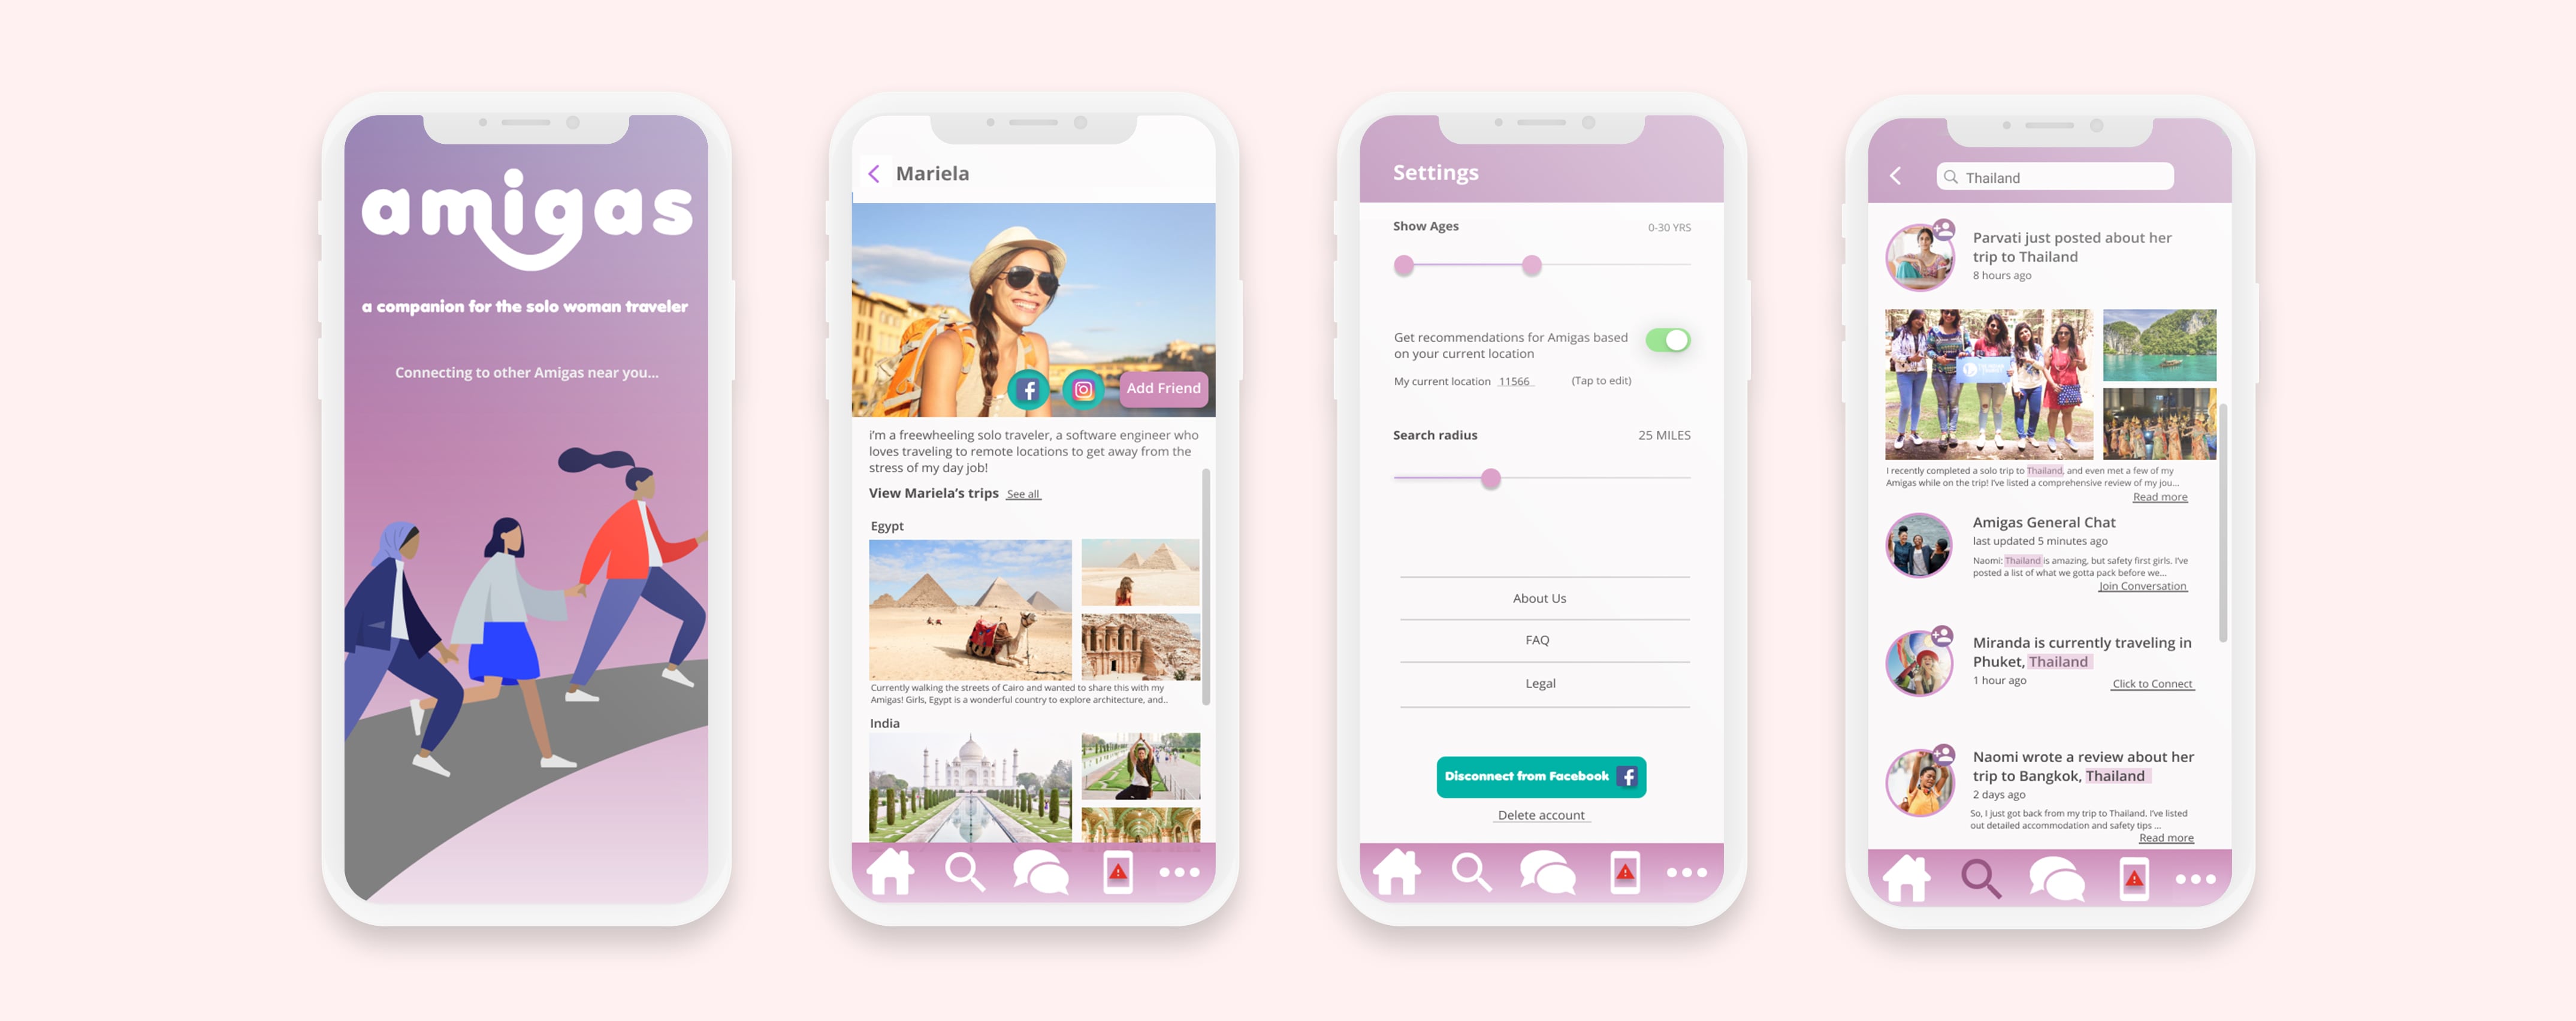 amigas
a companion for the solo woman traveler
Connecting to other Amigas near you...
Mariela
Add Friend
i'm a freewheeling solo traveler, a software engineer who
loves traveling to remote locations to get away from the
stress of my day job!
View Mariela's trips See all
Egypt
Currently walking the streets of Cairo and wanted to share this with my
Amigas! Girls, Egypt is a wonderful country to explore architecture, and..
India
Settings
Show Ages 0-30 YRS
Get recommendations for Amigas based
on your current location
My current location 11566 (Tap to edit)
Search radius 25 MILES
About Us
FAQ
Legal
Disconnect from Facebook
Delete account
Thailand
Parvati just posted about her
trip to Thailand
8 hours ago
I recently completed a solo trip to Thailand, and even met a few of my
Amigas while on the trip! I've listed a comprehensive review of my jou...
Read more
Amigas General Chat
last updated 5 minutes ago
Naomi: Thailand is amazing, but safety first girls. I've
posted a list of what we gotta pack before we...
Join Conversation
Miranda is currently traveling in
Phuket, Thailand
1 hour ago
Click to Connect
Naomi wrote a review about her
trip to Bangkok, Thailand
2 days ago
So, I just got back from my trip to Thailand. I've listed
out detailed accommodation and safety tips ...
Read more